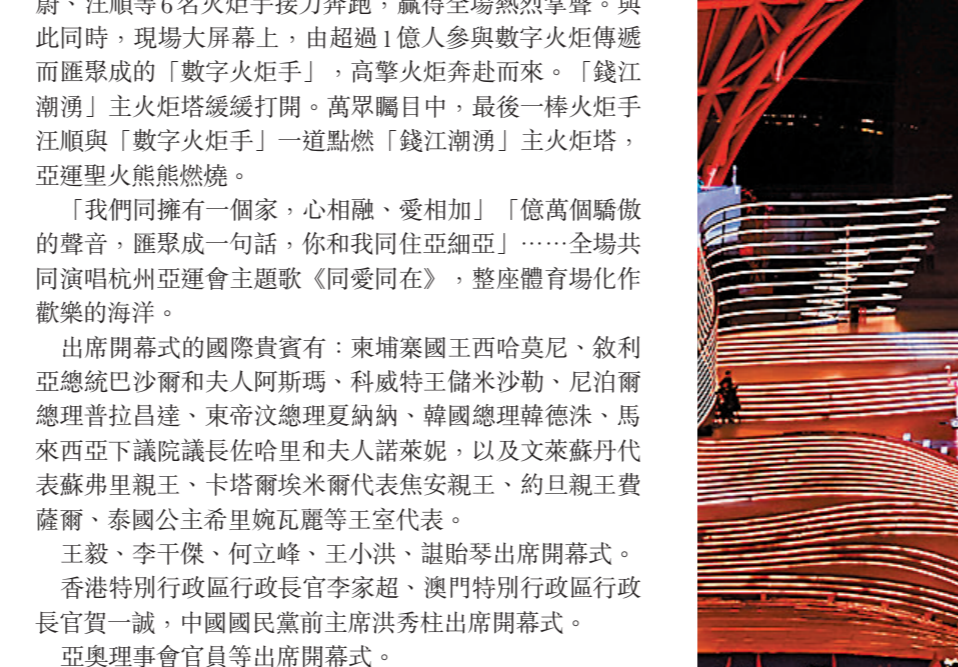 蔚、汪順等6名火炬手接力奔跑，贏得全場熱烈掌聲。與
此同時，現場大屏幕上，由超過1億人參與數字火炬傳遞
而匯聚成的「數字火炬手」，高擎火炬奔赴而來。「錢江
潮湧」主火炬塔緩緩打開。萬眾矚目中，最後一棒火炬手
汪順與「數字火炬手」一道點燃「錢江潮湧」主火炬塔，
亞運聖火熊熊燃燒。
「我們同擁有一個家，心相融、愛相加」「億萬個驕傲
的聲音，匯聚成一句話，你和我同住亞細亞」……全場共
同演唱杭州亞運會主題歌《同愛同在》，整座體育場化作
歡樂的海洋。
出席開幕式的國際貴賓有：柬埔寨國王西哈莫尼、敘利
亞總統巴沙爾和夫人阿斯瑪、科威特王儲米沙勒、尼泊爾
總理普拉昌達、東帝汶總理夏納納、韓國總理韓德洙、馬
來西亞下議院議長佐哈里和夫人諾萊妮，以及文萊蘇丹代
表蘇弗里親王、卡塔爾埃米爾代表焦安親王、約旦親王費
薩爾、泰國公主希里婉瓦麗等王室代表。
王毅、李干傑、何立峰、王小洪、諶貽琴出席開幕式。
香港特別行政區行政長官李家超、澳門特別行政區行政
長官賀一誠，中國國民黨前主席洪秀柱出席開幕式。
亞奧理事會官員等出席開幕式。